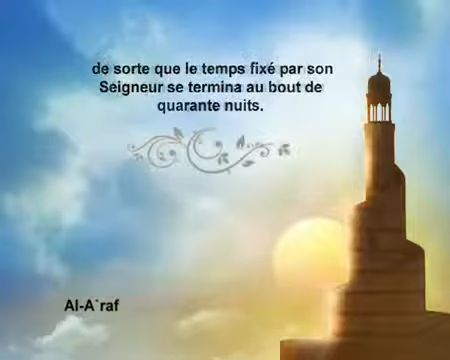 de sorte que le temps fixé par son
Seigneur se termina au bout de
quarante nuits.
Al-A`raf